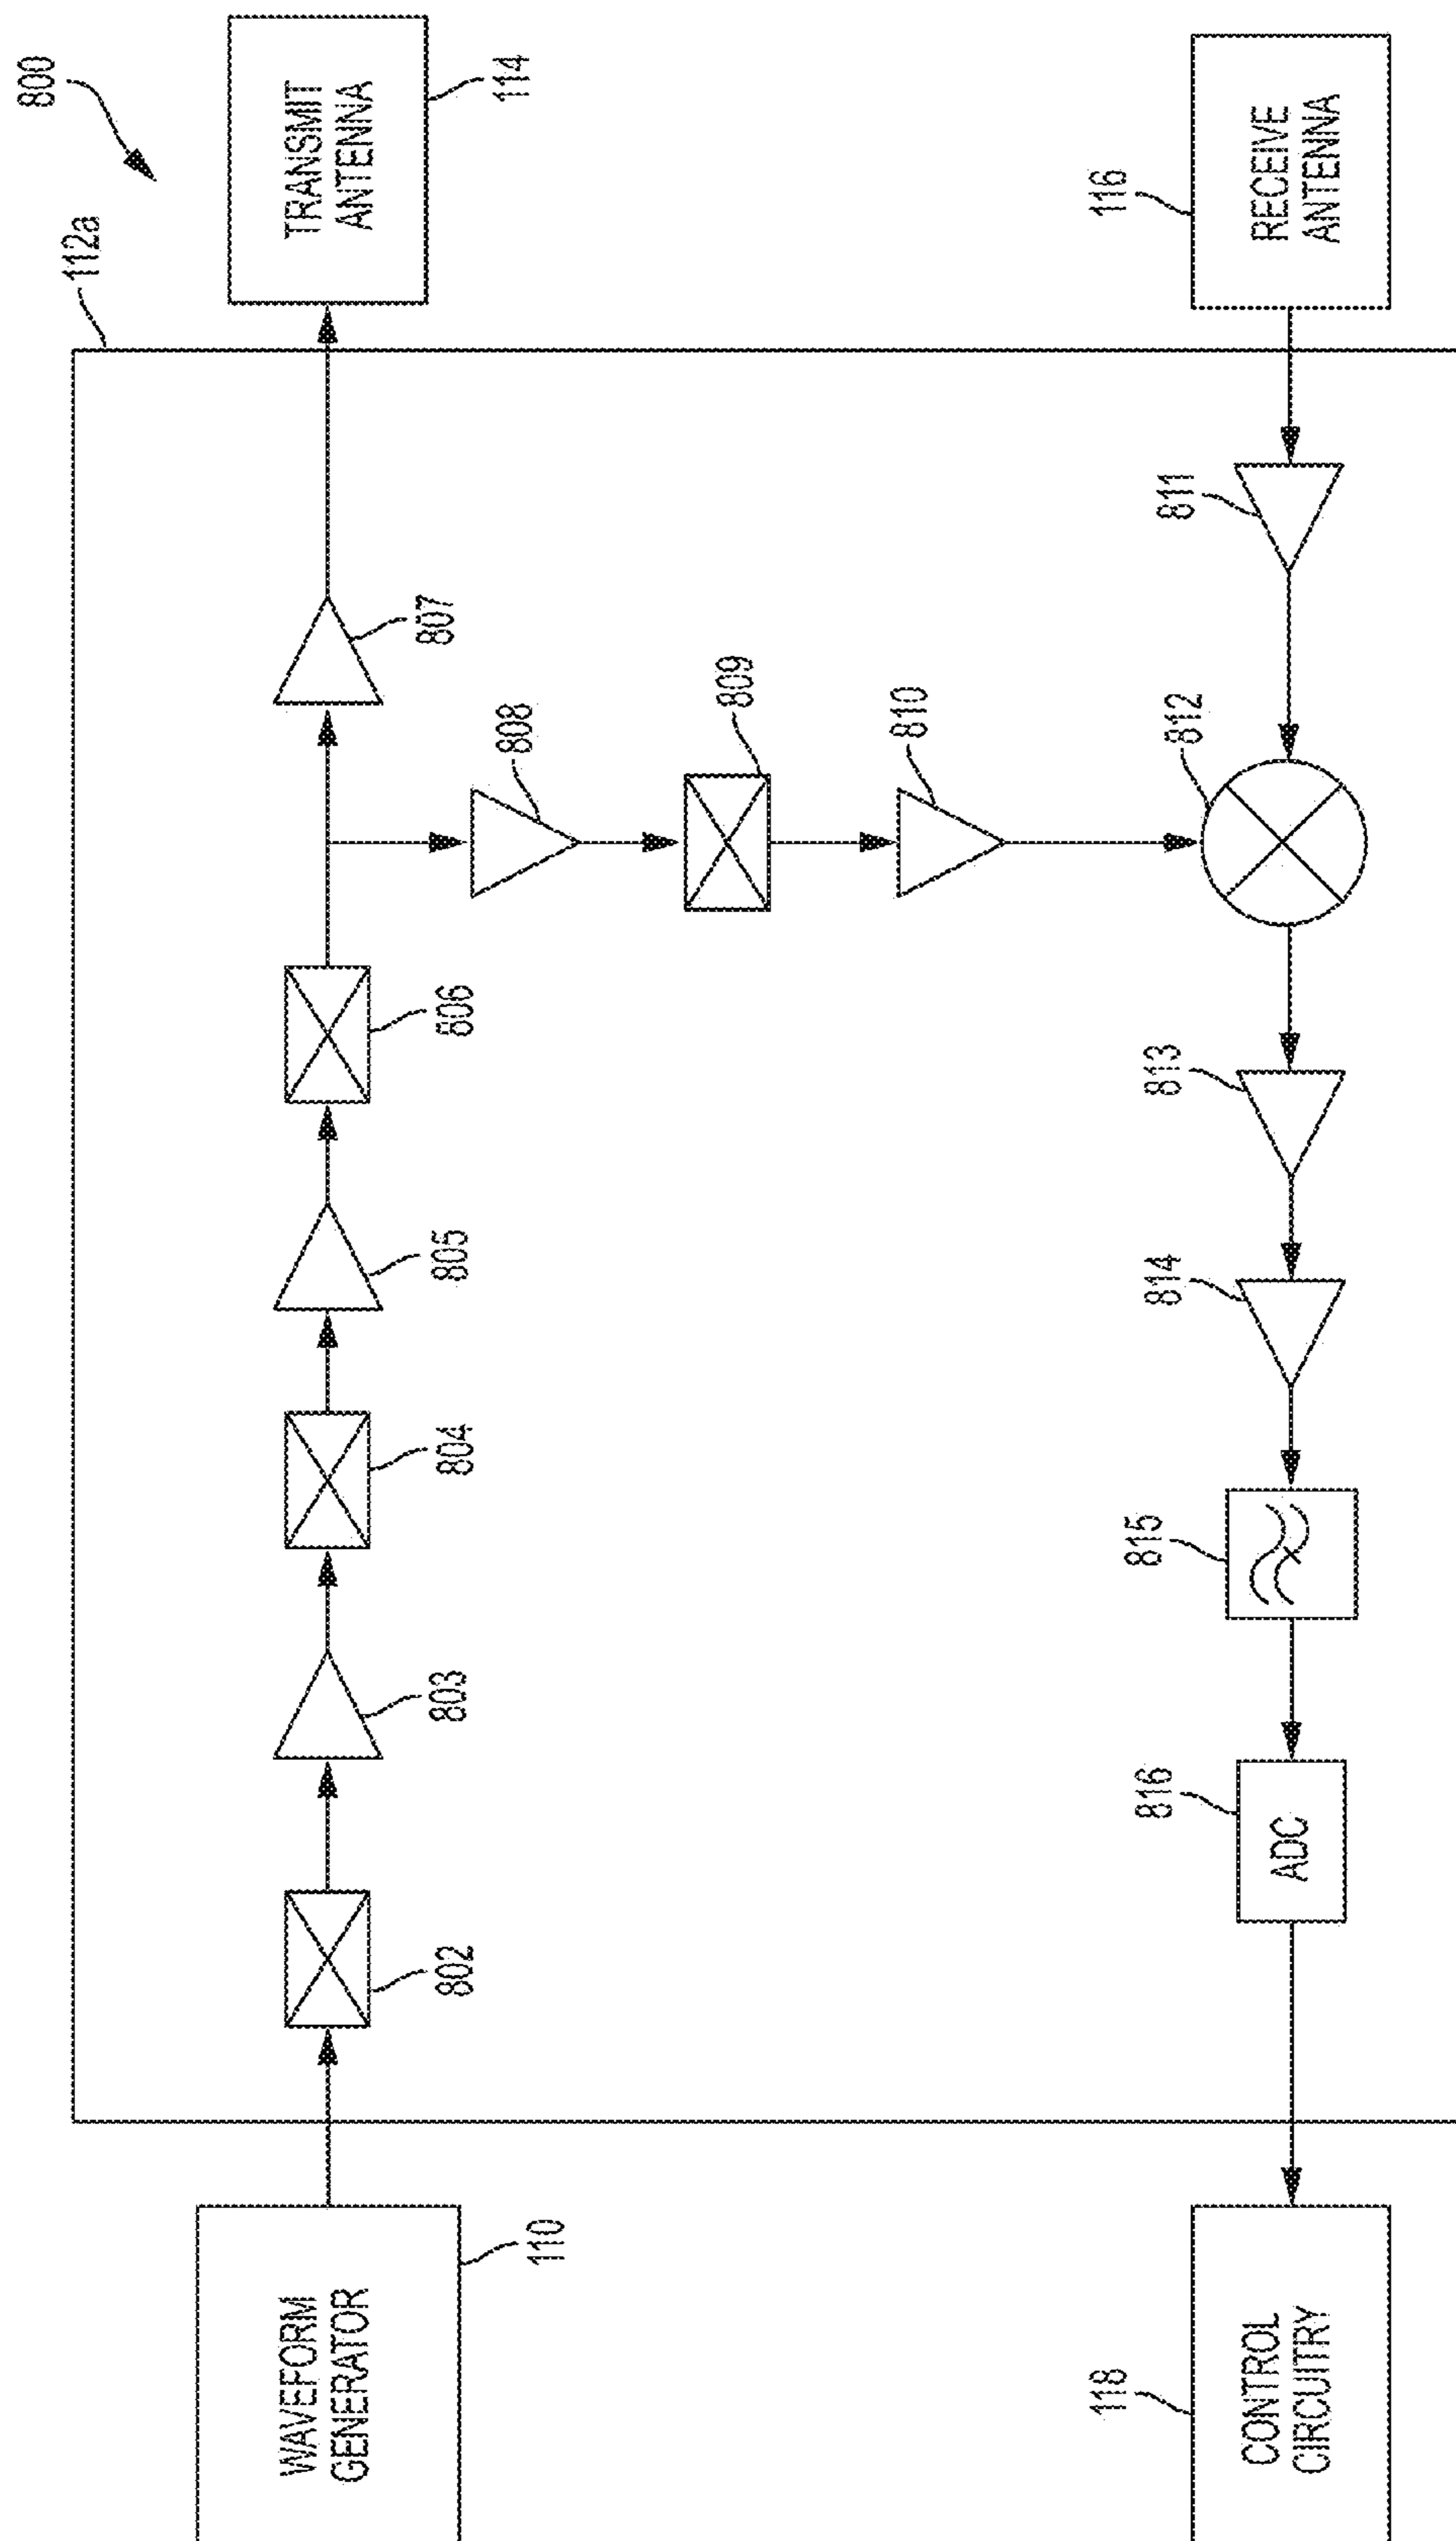 800
112a
WAVEFORM
GENERATOR
110
802
803
804
805
806
807
TRANSMIT
ANTENNA
114
808
809
810
CONTROL
CIRCUITRY
118
816
ADC
815
814
813
812
811
116
RECEIVE
ANTENNA